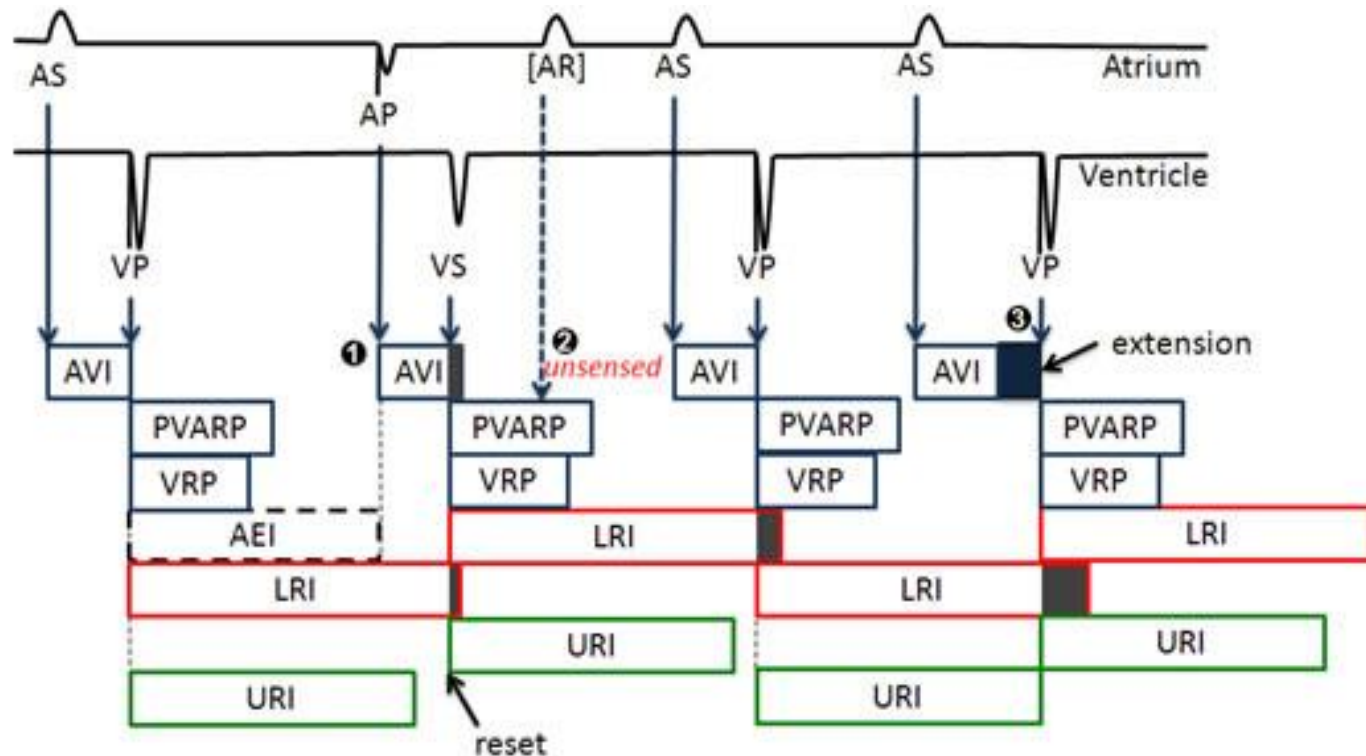 AS
AP
[AR]
AS
AS
Atrium
Ventricle
VP
VS
VP
VP
❶
❷
unsensed
❸
extension
AVI
AVI
AVI
AVI
PVARP
PVARP
PVARP
PVARP
VRP
VRP
VRP
VRP
AEI
LRI
LRI
LRI
LRI
URI
URI
URI
URI
reset